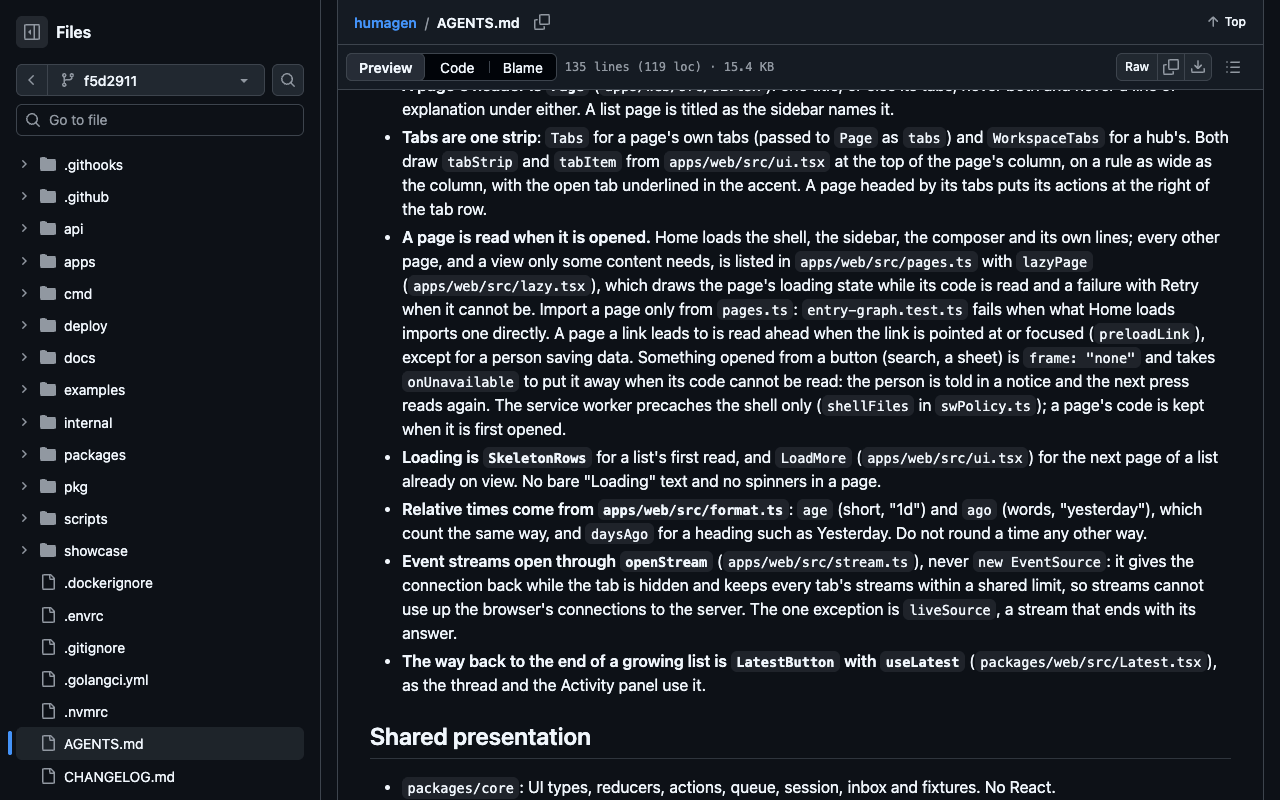 Files
humagen / AGENTS.md
Top
f5d2911
Preview
Code
Blame
135 lines (119 loc) · 15.4 KB
Raw
Go to file
.githooks
.github
api
apps
cmd
deploy
docs
examples
internal
packages
pkg
scripts
showcase
.dockerignore
.envrc
.gitignore
.golangci.yml
.nvmrc
AGENTS.md
CHANGELOG.md
explanation under either. A list page is titled as the sidebar names it.
• Tabs are one strip: Tabs for a page's own tabs (passed to Page as tabs ) and WorkspaceTabs for a hub's. Both
draw tabStrip and tabItem from apps/web/src/ui.tsx at the top of the page's column, on a rule as wide as
the column, with the open tab underlined in the accent. A page headed by its tabs puts its actions at the right of
the tab row.
• A page is read when it is opened. Home loads the shell, the sidebar, the composer and its own lines; every other
page, and a view only some content needs, is listed in apps/web/src/pages.ts with lazyPage
( apps/web/src/lazy.tsx ), which draws the page's loading state while its code is read and a failure with Retry
when it cannot be. Import a page only from pages.ts : entry-graph.test.ts fails when what Home loads
imports one directly. A page a link leads to is read ahead when the link is pointed at or focused ( preloadLink ),
except for a person saving data. Something opened from a button (search, a sheet) is frame: "none" and takes
onUnavailable to put it away when its code cannot be read: the person is told in a notice and the next press
reads again. The service worker precaches the shell only ( shellFiles in swPolicy.ts ); a page's code is kept
when it is first opened.
• Loading is SkeletonRows for a list's first read, and LoadMore ( apps/web/src/ui.tsx ) for the next page of a list
already on view. No bare "Loading" text and no spinners in a page.
• Relative times come from apps/web/src/format.ts : age (short, "1d") and ago (words, "yesterday"), which
count the same way, and daysAgo for a heading such as Yesterday. Do not round a time any other way.
• Event streams open through openStream ( apps/web/src/stream.ts ), never new EventSource : it gives the
connection back while the tab is hidden and keeps every tab's streams within a shared limit, so streams cannot
use up the browser's connections to the server. The one exception is liveSource , a stream that ends with its
answer.
• The way back to the end of a growing list is LatestButton with useLatest ( packages/web/src/Latest.tsx ),
as the thread and the Activity panel use it.
Shared presentation
• packages/core : UI types, reducers, actions, queue, session, inbox and fixtures. No React.